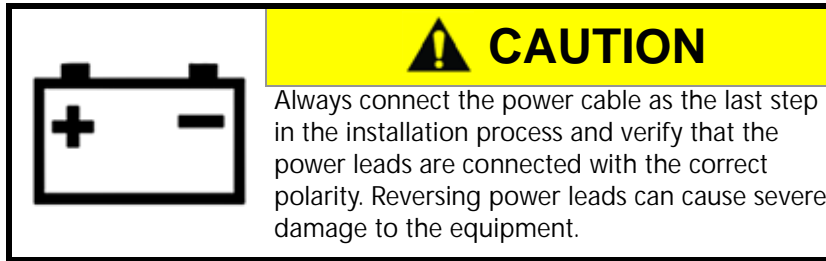 CAUTION
Always connect the power cable as the last step
in the installation process and verify that the
power leads are connected with the correct
polarity. Reversing power leads can cause severe
damage to the equipment.